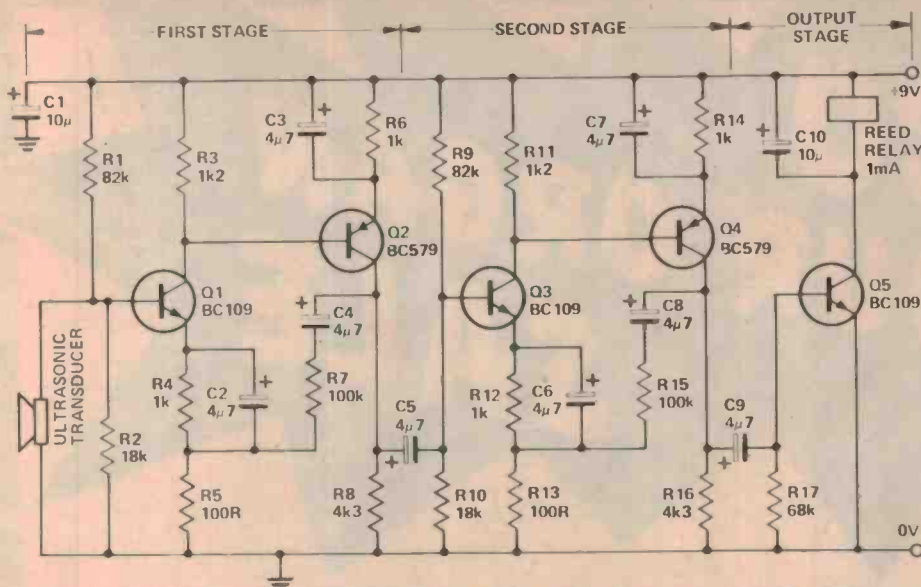 FIRST STAGE
SECOND STAGE
OUTPUT
STAGE
+
C1
10µ
R1
82k
R3
1k2
C3
4µ7
+
R6
1k
R9
82k
R11
1k2
C7
4µ7
+
R14
1k
+
C10
10µ
+9V
REED
RELAY
1mA
Q2
BC579
Q4
BC579
Q1
BC109
Q3
BC109
Q5
BC109
ULTRASONIC
TRANSDUCER
R2
18k
R4
1k
C2
4µ7
+
+
C4
4µ7
R7
100k
C5
4µ7
+
R12
1k
C6
4µ7
+
+
C8
4µ7
R15
100k
C9
4µ7
+
R5
100R
R8
4k3
R10
18k
R13
100R
R16
4k3
R17
68k
0V